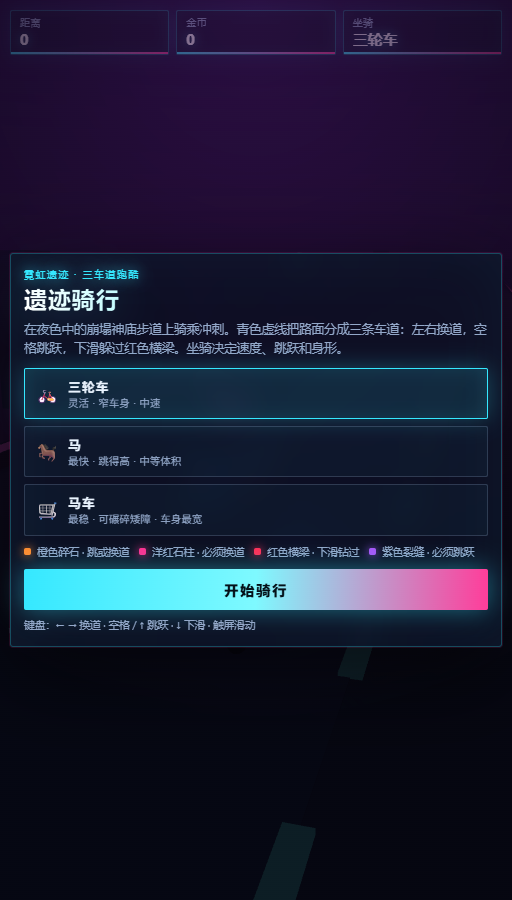 距离
0
金币
0
坐骑
三轮车
霓虹遗迹 · 三车道跑酷
遗迹骑行
在夜色中的崩塌神庙步道上骑乘冲刺。青色虚线把路面分成三条车道：左右换道，空
格跳跃，下滑躲过红色横梁。坐骑决定速度、跳跃和身形。
三轮车
灵活 · 窄车身 · 中速
马
最快 · 跳得高 · 中等体积
马车
最稳 · 可碾碎矮障 · 车身最宽
橙色碎石 · 跳或换道 洋红石柱 · 必须换道 红色横梁 · 下滑钻过 紫色裂缝 · 必须跳跃
开始骑行
键盘：← → 换道 · 空格 / ↑ 跳跃 · ↓ 下滑 · 触屏滑动